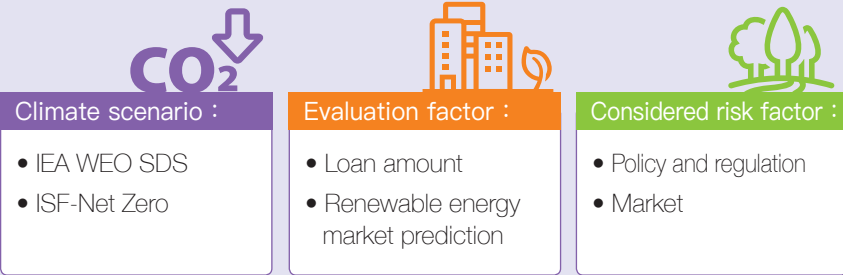 CO2
Climate scenario：
• IEA WEO SDS
• ISF-Net Zero
Evaluation factor：
• Loan amount
• Renewable energy
market prediction
Considered risk factor：
• Policy and regulation
• Market